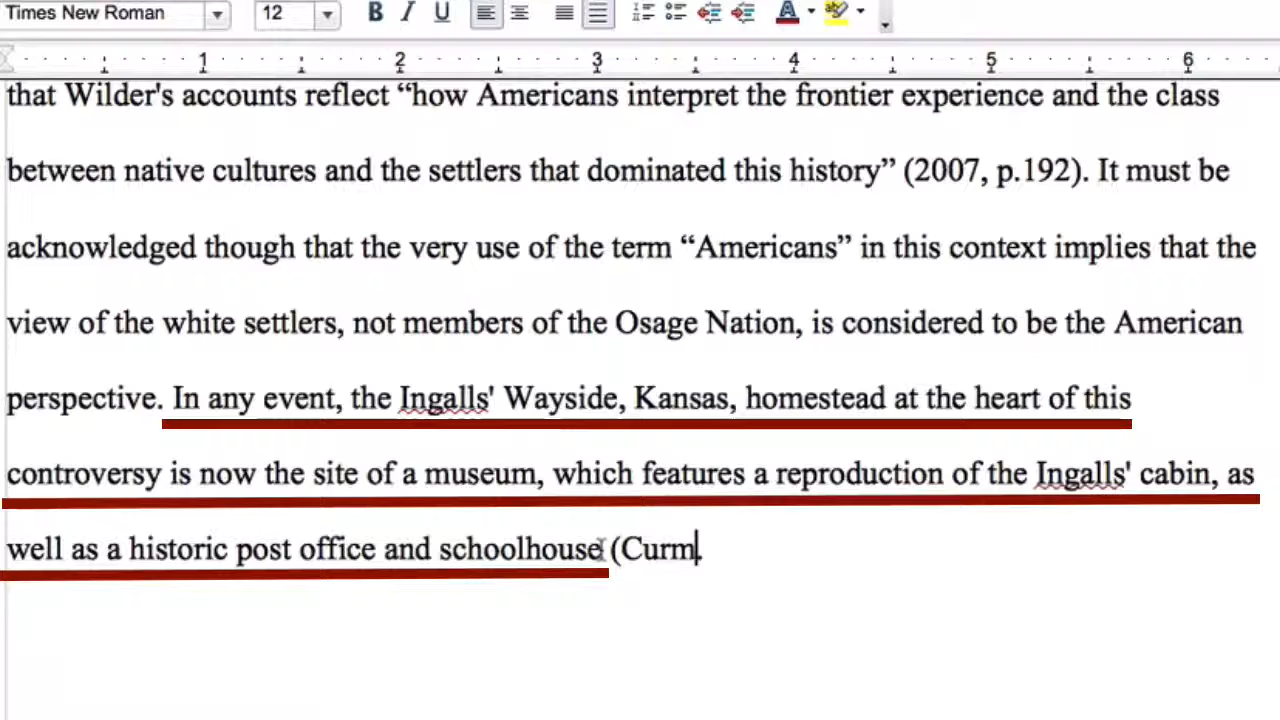 Times New Roman 12 B I U A
1 2 3 4 5 6
that Wilder's accounts reflect “how Americans interpret the frontier experience and the class
between native cultures and the settlers that dominated this history” (2007, p.192). It must be
acknowledged though that the very use of the term “Americans” in this context implies that the
view of the white settlers, not members of the Osage Nation, is considered to be the American
perspective. In any event, the Ingalls' Wayside, Kansas, homestead at the heart of this
controversy is now the site of a museum, which features a reproduction of the Ingalls' cabin, as
well as a historic post office and schoolhouse (Curm.